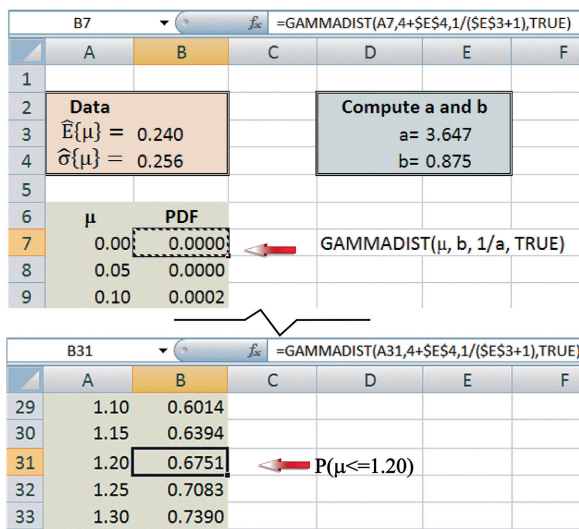 B7 fx =GAMMADIST(A7,4+$E$4,1/($E$3+1),TRUE)
A B C D E F
1
2 Data Compute a and b
3 Ê{μ} = 0.240 a= 3.647
4 σ̂{μ} = 0.256 b= 0.875
5
6 μ PDF
7 0.00 0.0000 GAMMADIST(μ, b, 1/a, TRUE)
8 0.05 0.0000
9 0.10 0.0002
B31 fx =GAMMADIST(A31,4+$E$4,1/($E$3+1),TRUE)
A B C D E F
29 1.10 0.6014
30 1.15 0.6394
31 1.20 0.6751 P(μ<=1.20)
32 1.25 0.7083
33 1.30 0.7390